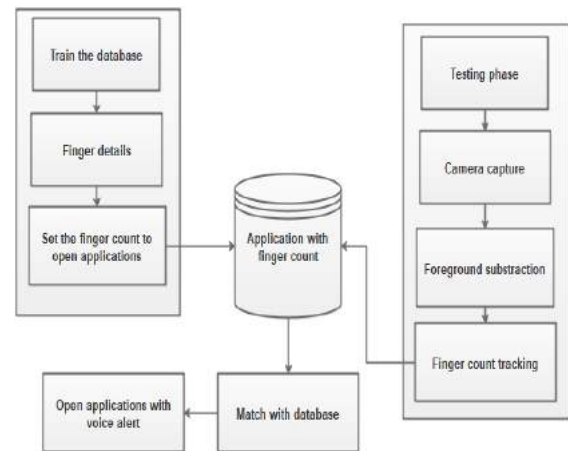 Train the database
Finger details
Set the finger count to
open applications
Application with
finger count
Testing phase
Camera capture
Foreground substraction
Finger count tracking
Match with database
Open applications with
voice alert